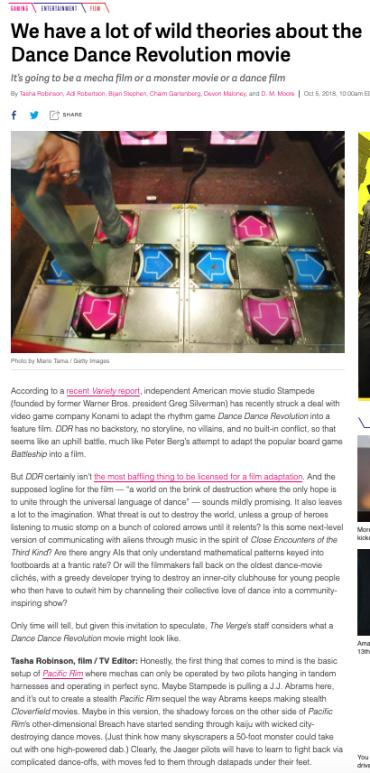 GAMING
ENTERTAINMENT
FILM
We have a lot of wild theories about the
Dance Dance Revolution movie
It's going to be a mecha film or a monster movie or a dance film
By Tasha Robinson, Adi Robertson, Bijan Stephen, Chaim Gartenberg, Devon Maloney, and D. M. Moore | Oct 5, 2018, 10:00am ED
SHARE
Photo by Mario Tama / Getty Images
According to a recent Variety report, independent American movie studio Stampede
(founded by former Warner Bros. president Greg Silverman) has recently struck a deal with
video game company Konami to adapt the rhythm game Dance Dance Revolution into a
feature film. DDR has no backstory, no storyline, no villains, and no built-in conflict, so that
seems like an uphill battle, much like Peter Berg's attempt to adapt the popular board game
Battleship into a film.
But DDR certainly isn't the most baffling thing to be licensed for a film adaptation. And the
supposed logline for the film — "a world on the brink of destruction where the only hope is
to unite through the universal language of dance" — sounds mildly promising. It also leaves
a lot to the imagination. What threat is out to destroy the world, unless a group of heroes
listening to music stomp on a bunch of colored arrows until it relents? Is this some next-level
version of communicating with aliens through music in the spirit of Close Encounters of the
Third Kind? Are there angry AIs that only understand mathematical patterns keyed into
footboards at a frantic rate? Or will the filmmakers fall back on the oldest dance-movie
clichés, with a greedy developer trying to destroy an inner-city clubhouse for young people
who then have to outwit him by channeling their collective love of dance into a community-
inspiring show?
Only time will tell, but given this invitation to speculate, The Verge's staff considers what a
Dance Dance Revolution movie might look like.
Tasha Robinson, film / TV Editor: Honestly, the first thing that comes to mind is the basic
setup of Pacific Rim where mechas can only be operated by two pilots hanging in tandem
harnesses and operating in perfect sync. Maybe Stampede is pulling a J.J. Abrams here,
and it's out to create a stealth Pacific Rim sequel the way Abrams keeps making stealth
Cloverfield movies. Maybe in this version, the shadowy forces on the other side of Pacific
Rim's other-dimensional Breach have started sending through kaiju with wicked city-
destroying dance moves. (Just how many skyscrapers a 50-foot monster could take
out with one high-powered dab.) Clearly, the Jaeger pilots will have to learn to fight back via
complicated dance-offs, with moves fed to them through datapads under their feet.
More
kicke
Ama
13th
You
drive